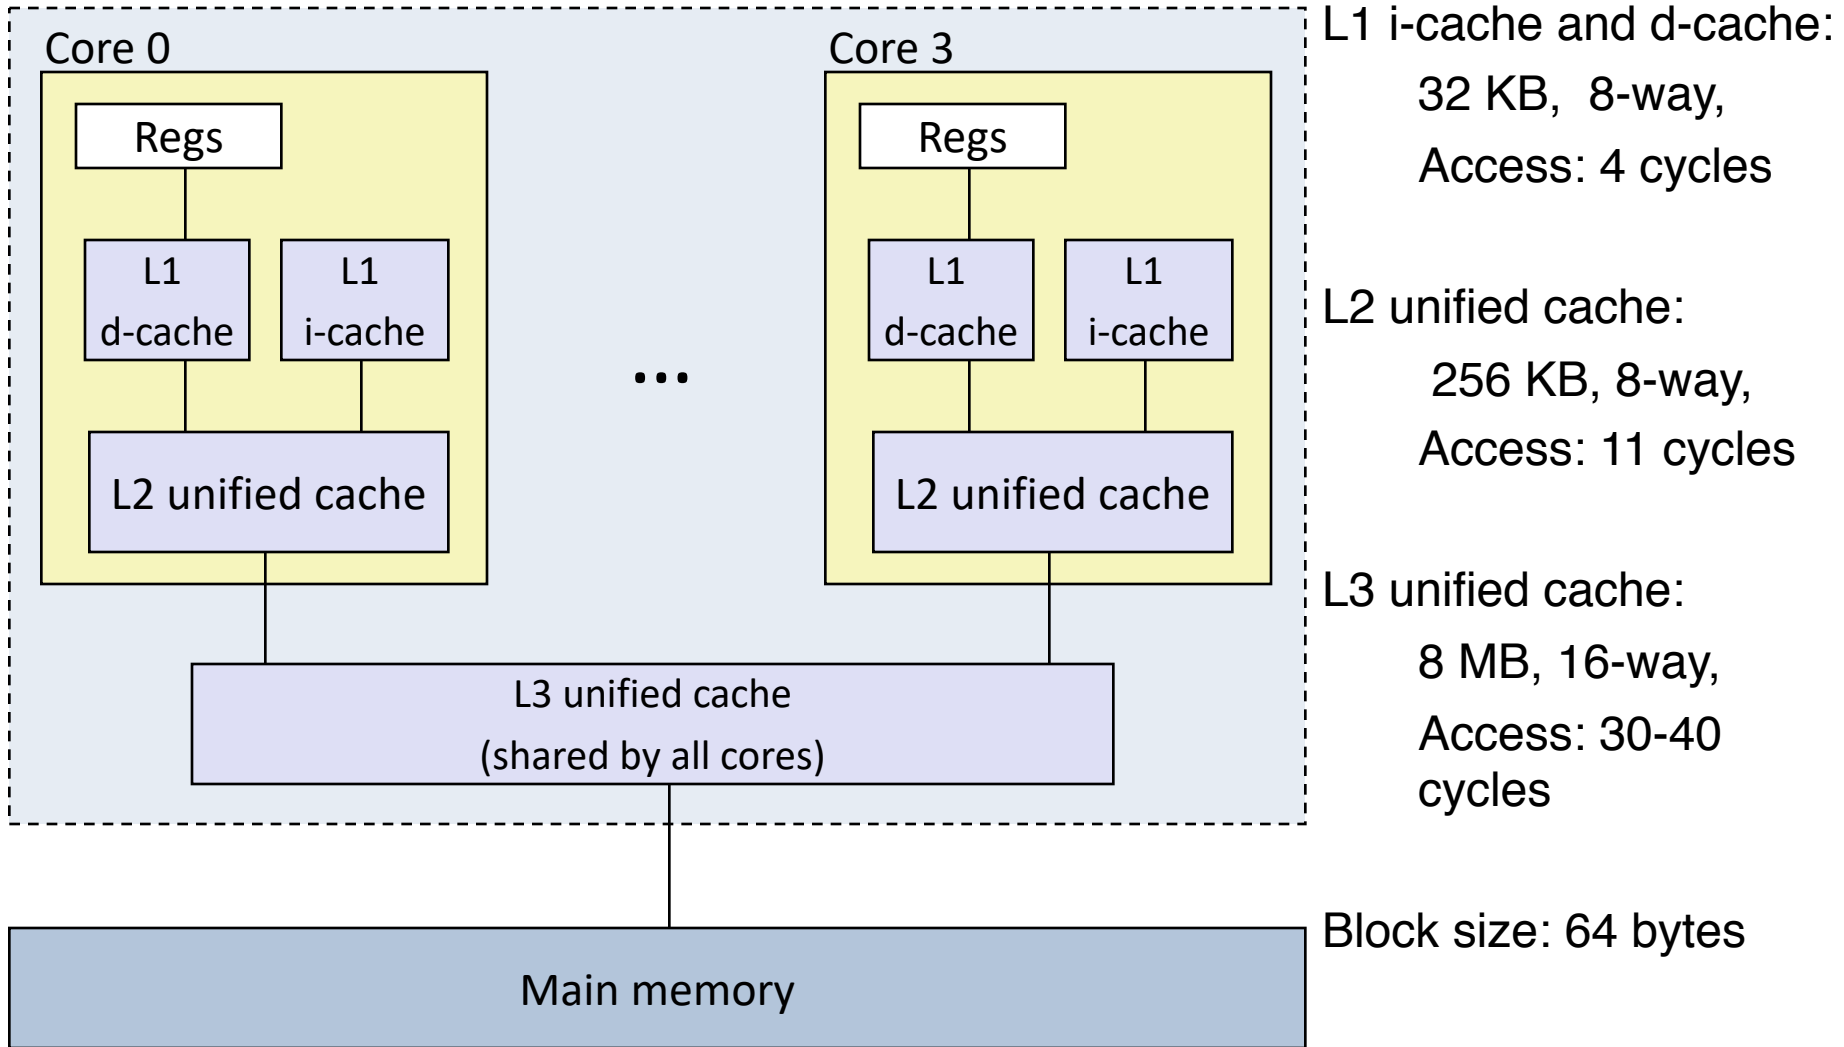 Core 0
Regs
L1
d-cache
L1
i-cache
L2 unified cache
...
Core 3
Regs
L1
d-cache
L1
i-cache
L2 unified cache
L3 unified cache
(shared by all cores)
Main memory
L1 i-cache and d-cache:
32 KB, 8-way,
Access: 4 cycles
L2 unified cache:
256 KB, 8-way,
Access: 11 cycles
L3 unified cache:
8 MB, 16-way,
Access: 30-40
cycles
Block size: 64 bytes